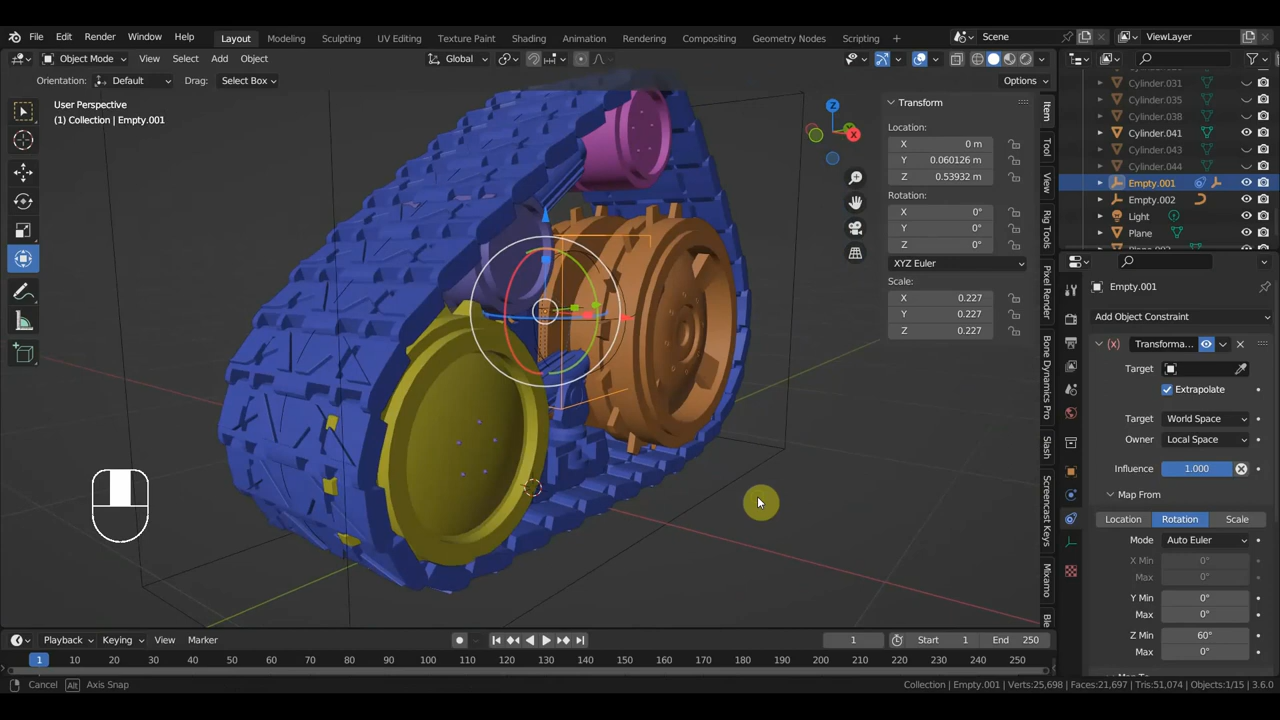 File Edit Render Window Help Layout Modeling Sculpting UV Editing Texture Paint Shading Animation Rendering Compositing Geometry Nodes Scripting + Scene ViewLayer
Object Mode View Select Add Object Global
Orientation: Default Drag: Select Box Options
User Perspective
(1) Collection | Empty.001
Z
X
Transform
Location:
X 0 m
Y 0.060126 m
Z 0.53932 m
Rotation:
X 0°
Y 0°
Z 0°
XYZ Euler
Scale:
X 0.227
Y 0.227
Z 0.227
Item
Tool
View
Rig Tools
Pixel Render
Bone Dynamics Pro
Slash
Screencast Keys
Mixamo
Ble
Cylinder.031
Cylinder.035
Cylinder.038
Cylinder.041
Cylinder.043
Cylinder.044
Empty.001
Empty.002
Light
Plane
Empty.001
Add Object Constraint
Transforma...
Target
Extrapolate
Target World Space
Owner Local Space
Influence 1.000
Map From
Location Rotation Scale
Mode Auto Euler
X Min 0°
Max 0°
Y Min 0°
Max 0°
Z Min 60°
Max 0°
Playback Keying View Marker 1 Start 1 End 250
1 10 20 30 40 50 60 70 80 90 100 110 120 130 140 150 160 170 180 190 200 210 220 230 240 250
Cancel Alt Axis Snap Collection | Empty.001 | Verts:25,698 | Faces:21,697 | Tris:51,074 | Objects:1/15 | 3.6.0